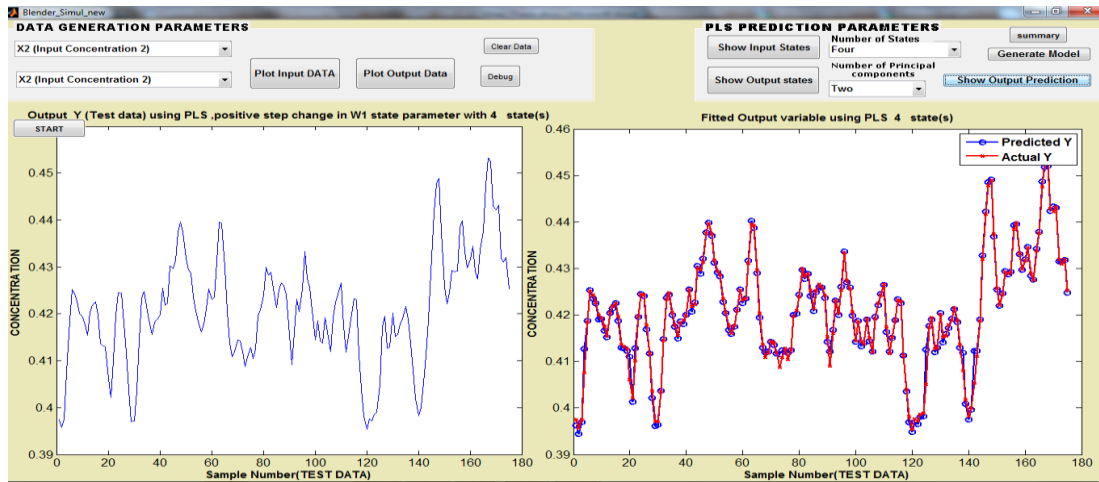 Blender_Simul_new
DATA GENERATION PARAMETERS
X2 (Input Concentration 2)
X2 (Input Concentration 2)
Plot Input DATA
Plot Output Data
Clear Data
Debug
PLS PREDICTION PARAMETERS
Show Input States
Show Output states
Number of States
Four
Number of Principal
components
Two
summary
Generate Model
Show Output Prediction
Output Y (Test data) using PLS ,positive step change in W1 state parameter with 4 state(s)
START
0.45
0.44
0.43
0.42
0.41
0.4
0.39
CONCENTRATION
0 20 40 60 80 100 120 140 160 180
Sample Number(TEST DATA)
Fitted Output variable using PLS 4 state(s)
Predicted Y
Actual Y
0.46
0.45
0.44
0.43
0.42
0.41
0.4
0.39
CONCENTRATION
0 20 40 60 80 100 120 140 160 180
Sample Number(TEST DATA)